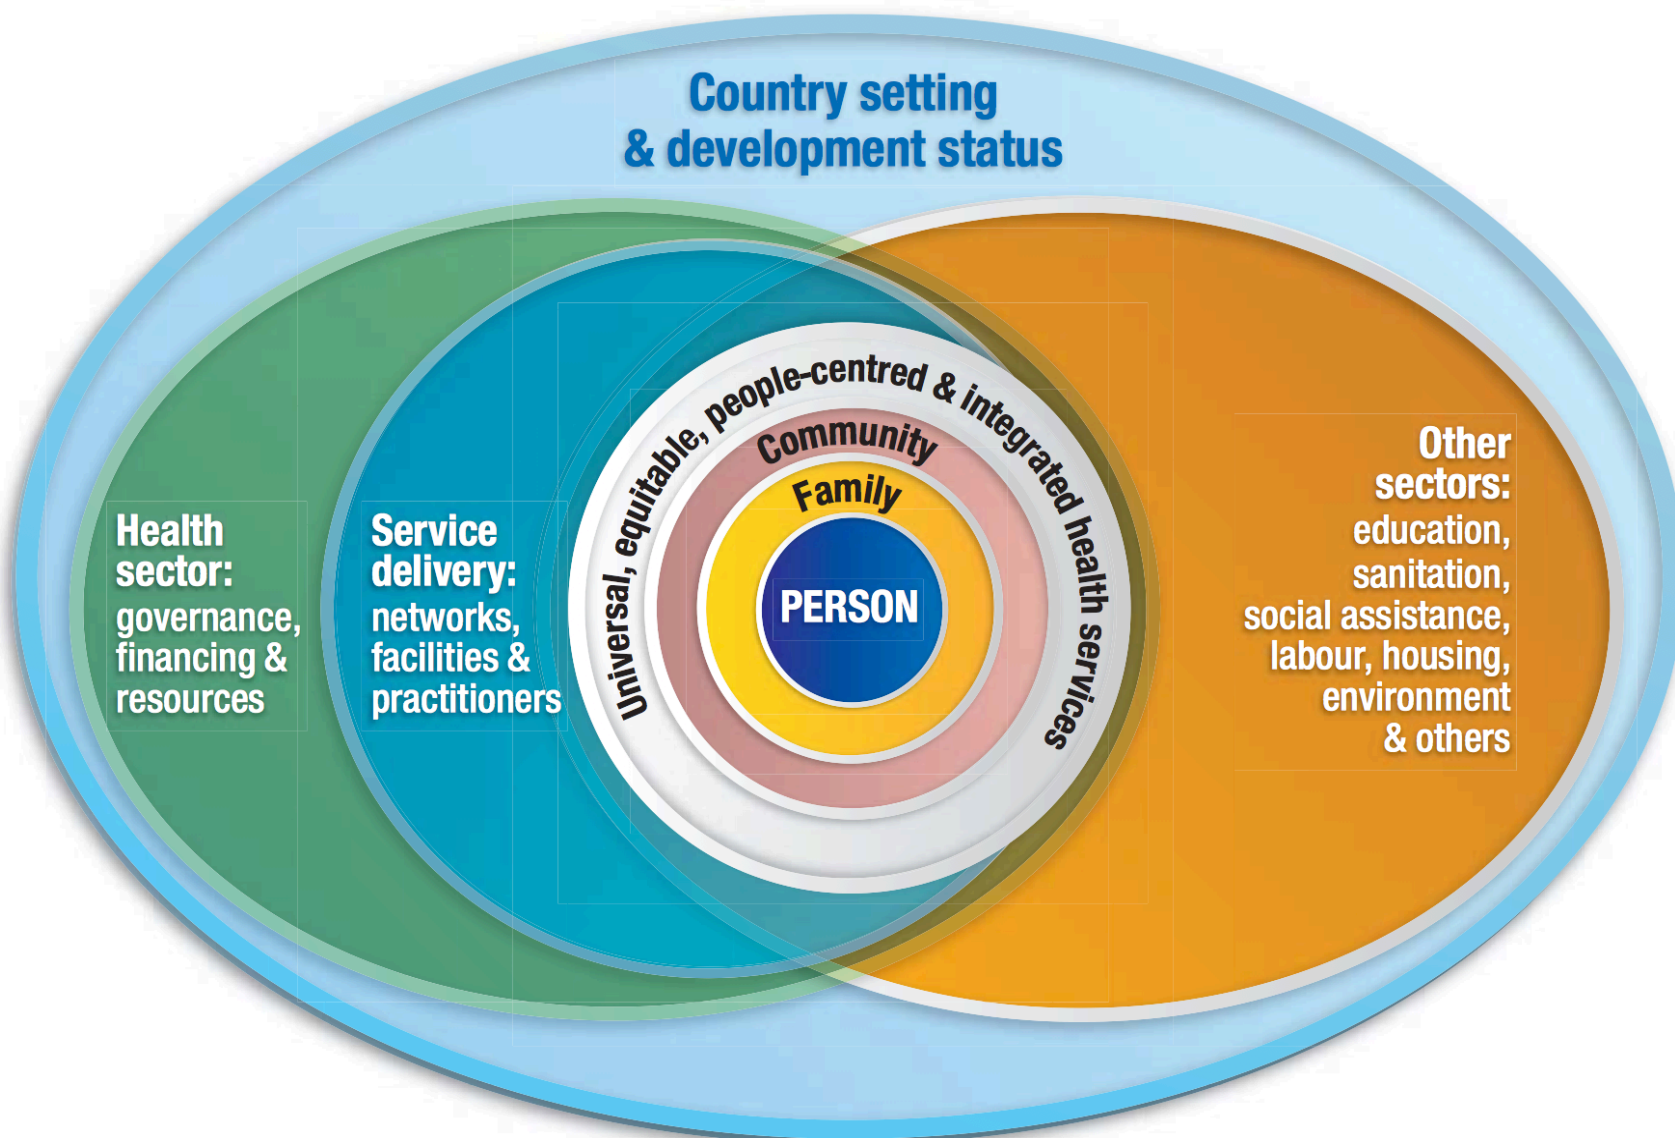 Country setting
& development status
Universal, equitable, people-centred & integrated health services
Community
Family
PERSON
Health
sector:
governance,
financing &
resources
Service
delivery:
networks,
facilities &
practitioners
Other
sectors:
education,
sanitation,
social assistance,
labour, housing,
environment
& others